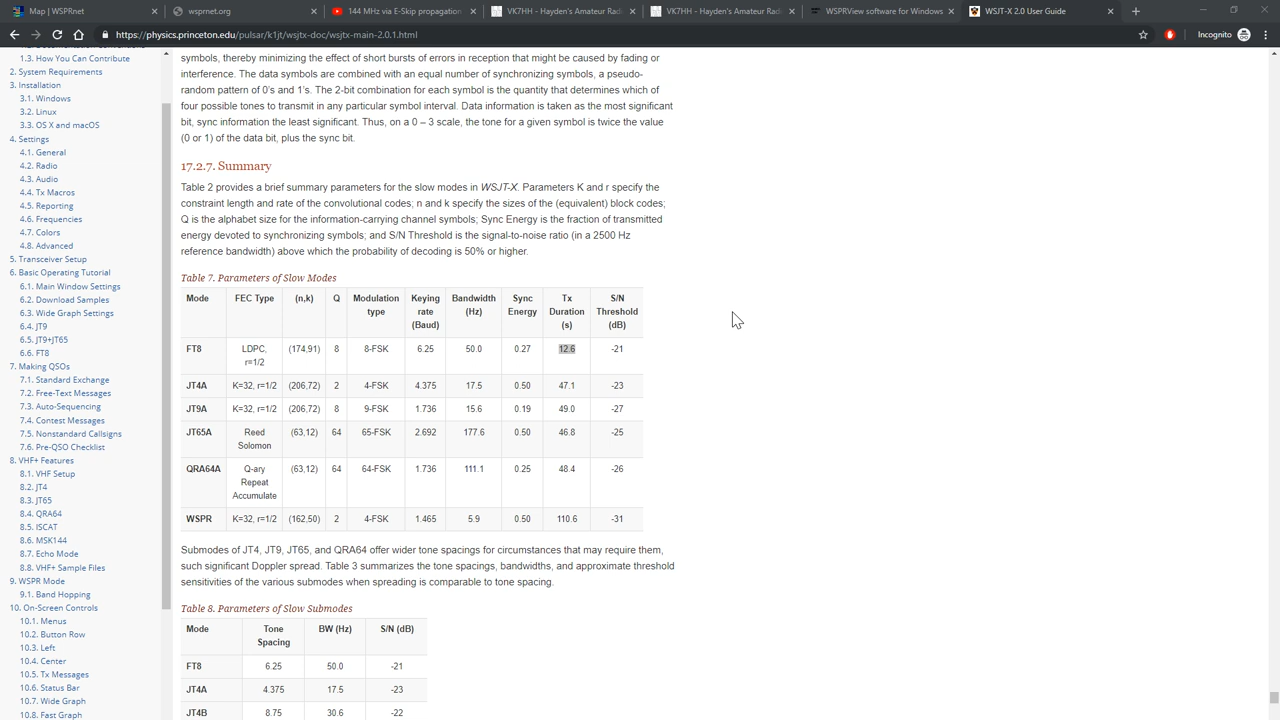 Map | WSPRnet
wsprnet.org
144 MHz via E-Skip propagation
VK7HH – Hayden's Amateur Rad
VK7HH – Hayden's Amateur Rad
WSPRView software for Windows
WSJT-X 2.0 User Guide
https://physics.princeton.edu/pulsar/k1jt/wsjtx-doc/wsjtx-main-2.0.1.html
Incognito
1.3. How You Can Contribute
2. System Requirements
3. Installation
3.1. Windows
3.2. Linux
3.3. OS X and macOS
4. Settings
4.1. General
4.2. Radio
4.3. Audio
4.4. Tx Macros
4.5. Reporting
4.6. Frequencies
4.7. Colors
4.8. Advanced
5. Transceiver Setup
6. Basic Operating Tutorial
6.1. Main Window Settings
6.2. Download Samples
6.3. Wide Graph Settings
6.4. JT9
6.5. JT9+JT65
6.6. FT8
7. Making QSOs
7.1. Standard Exchange
7.2. Free-Text Messages
7.3. Auto-Sequencing
7.4. Contest Messages
7.5. Nonstandard Callsigns
7.6. Pre-QSO Checklist
8. VHF+ Features
8.1. VHF Setup
8.2. JT4
8.3. JT65
8.4. QRA64
8.5. ISCAT
8.6. MSK144
8.7. Echo Mode
8.8. VHF+ Sample Files
9. WSPR Mode
9.1. Band Hopping
10. On-Screen Controls
10.1. Menus
10.2. Button Row
10.3. Left
10.4. Center
10.5. Tx Messages
10.6. Status Bar
10.7. Wide Graph
10.8. Fast Graph
symbols, thereby minimizing the effect of short bursts of errors in reception that might be caused by fading or
interference. The data symbols are combined with an equal number of synchronizing symbols, a pseudo-
random pattern of 0's and 1's. The 2-bit combination for each symbol is the quantity that determines which of
four possible tones to transmit in any particular symbol interval. Data information is taken as the most significant
bit, sync information the least significant. Thus, on a 0 – 3 scale, the tone for a given symbol is twice the value
(0 or 1) of the data bit, plus the sync bit.
17.2.7. Summary
Table 2 provides a brief summary parameters for the slow modes in WSJT-X. Parameters K and r specify the
constraint length and rate of the convolutional codes; n and k specify the sizes of the (equivalent) block codes;
Q is the alphabet size for the information-carrying channel symbols; Sync Energy is the fraction of transmitted
energy devoted to synchronizing symbols; and S/N Threshold is the signal-to-noise ratio (in a 2500 Hz
reference bandwidth) above which the probability of decoding is 50% or higher.
Table 7. Parameters of Slow Modes
Mode FEC Type (n,k) Q Modulation Keying Bandwidth Sync Tx S/N
type rate (Hz) Energy Duration Threshold
(Baud) (s) (dB)
FT8 LDPC, (174,91) 8 8-FSK 6.25 50.0 0.27 12.6 -21
r=1/2
JT4A K=32, r=1/2 (206,72) 2 4-FSK 4.375 17.5 0.50 47.1 -23
JT9A K=32, r=1/2 (206,72) 8 9-FSK 1.736 15.6 0.19 49.0 -27
JT65A Reed (63,12) 64 65-FSK 2.692 177.6 0.50 46.8 -25
Solomon
QRA64A Q-ary (63,12) 64 64-FSK 1.736 111.1 0.25 48.4 -26
Repeat
Accumulate
WSPR K=32, r=1/2 (162,50) 2 4-FSK 1.465 5.9 0.50 110.6 -31
Submodes of JT4, JT9, JT65, and QRA64 offer wider tone spacings for circumstances that may require them,
such significant Doppler spread. Table 3 summarizes the tone spacings, bandwidths, and approximate threshold
sensitivities of the various submodes when spreading is comparable to tone spacing.
Table 8. Parameters of Slow Submodes
Mode Tone BW (Hz) S/N (dB)
Spacing
FT8 6.25 50.0 -21
JT4A 4.375 17.5 -23
JT4B 8.75 30.6 -22